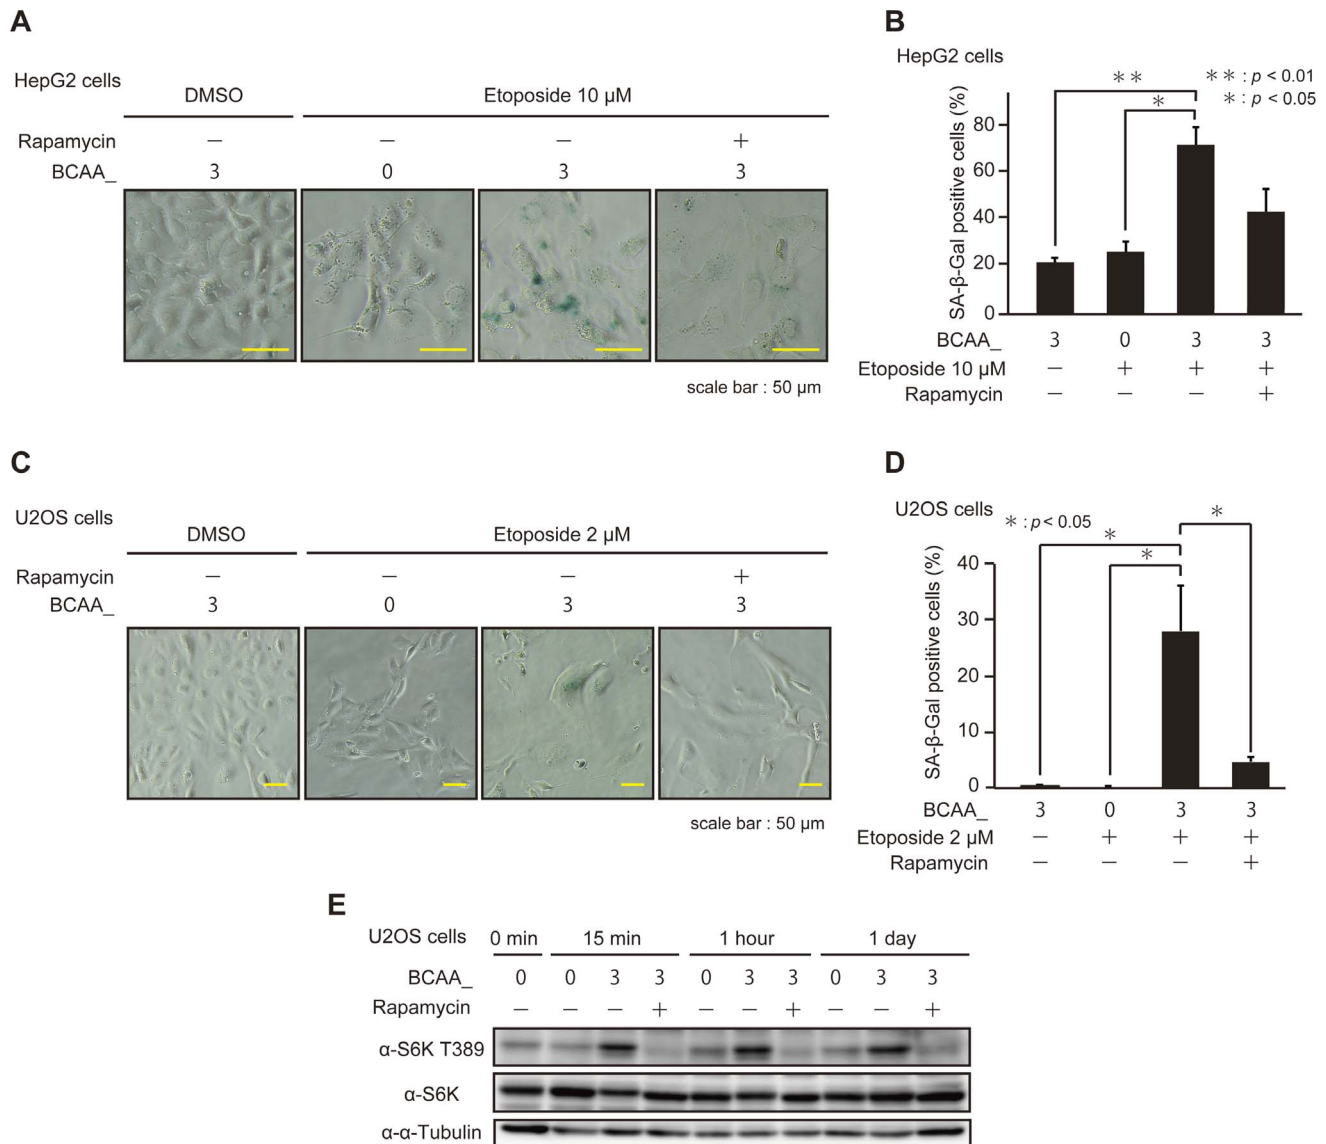 A
HepG2 cells
DMSO Etoposide 10 μM
Rapamycin − − − +
BCAA_ 3 0 3 3
scale bar : 50 μm
B
HepG2 cells
** : p < 0.01
* : p < 0.05
**
*
SA-β-Gal positive cells (%)
80
60
40
20
0
BCAA_ 3 0 3 3
Etoposide 10 μM − + + +
Rapamycin − − − +
C
U2OS cells
DMSO Etoposide 2 μM
Rapamycin − − − +
BCAA_ 3 0 3 3
scale bar : 50 μm
D
U2OS cells
* : p < 0.05
*
*
*
SA-β-Gal positive cells (%)
40
30
20
10
0
BCAA_ 3 0 3 3
Etoposide 2 μM − + + +
Rapamycin − − − +
E
U2OS cells 0 min 15 min 1 hour 1 day
BCAA_ 0 0 3 3 0 3 3 0 3 3
Rapamycin − − − + − − + − − +
α-S6K T389
α-S6K
α-α-Tubulin